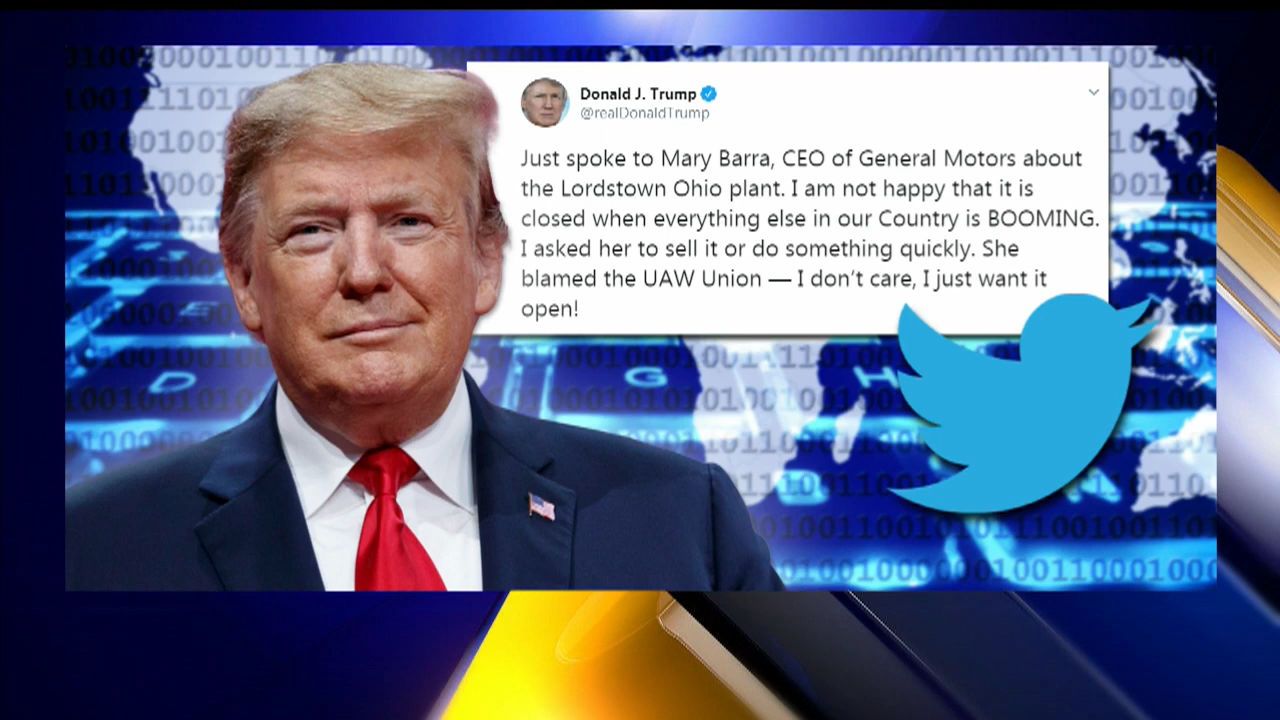 Donald J. Trump
@realDonaldTrump
Just spoke to Mary Barra, CEO of General Motors about
the Lordstown Ohio plant. I am not happy that it is
closed when everything else in our Country is BOOMING.
I asked her to sell it or do something quickly. She
blamed the UAW Union — I don't care, I just want it
open!
D
G
H